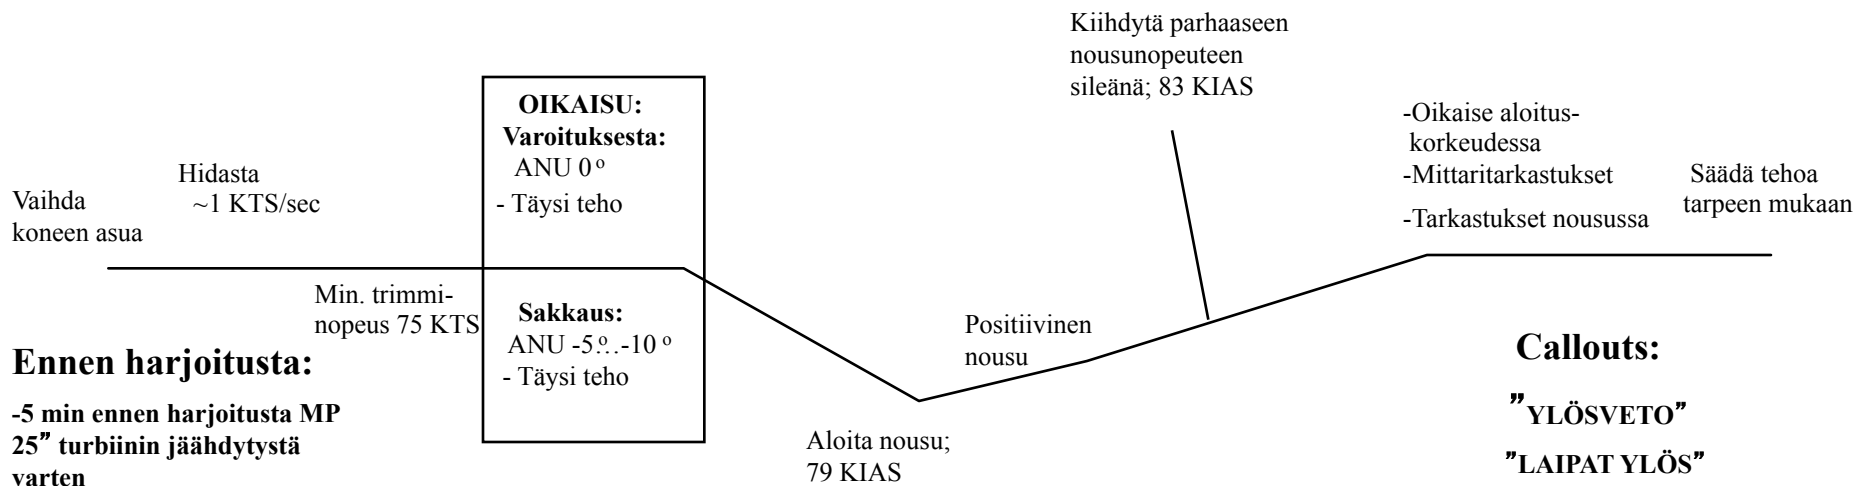 Vaihda
koneen asua
Hidasta
~1 KTS/sec
Min. trimmi-
nopeus 75 KTS
OIKAISU:
Varoituksesta:
ANU 0 º
- Täysi teho
Sakkaus:
ANU -5º…-10 º
- Täysi teho
Aloita nousu;
79 KIAS
Positiivinen
nousu
Kiihdytä parhaaseen
nousunopeuteen
sileänä; 83 KIAS
-Oikaise aloitus-
korkeudessa
-Mittaritarkastukset
-Tarkastukset nousussa
Säädä tehoa
tarpeen mukaan
Ennen harjoitusta:
-5 min ennen harjoitusta MP
25” turbiinin jäähdytystä
varten
Callouts:
”YLÖSVETO”
”LAIPAT YLÖS”